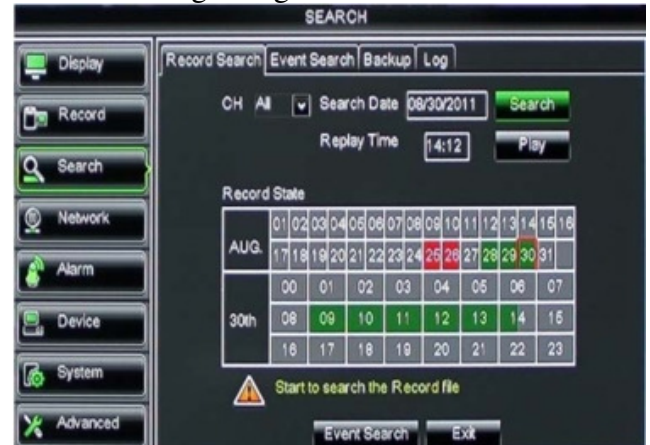 SEARCH
Display
Record
Search
Network
Alarm
Device
System
Advanced
Record Search Event Search Backup Log
CH All Search Date 08/30/2011 Search
Replay Time 14:12 Play
Record State
AUG. 01 02 03 04 05 06 07 08 09 10 11 12 13 14 15 16
17 18 19 20 21 22 23 24 25 26 27 28 29 30 31
30th 00 01 02 03 04 05 06 07
08 09 10 11 12 13 14 15
16 17 18 19 20 21 22 23
Start to search the Record file
Event Search Exit